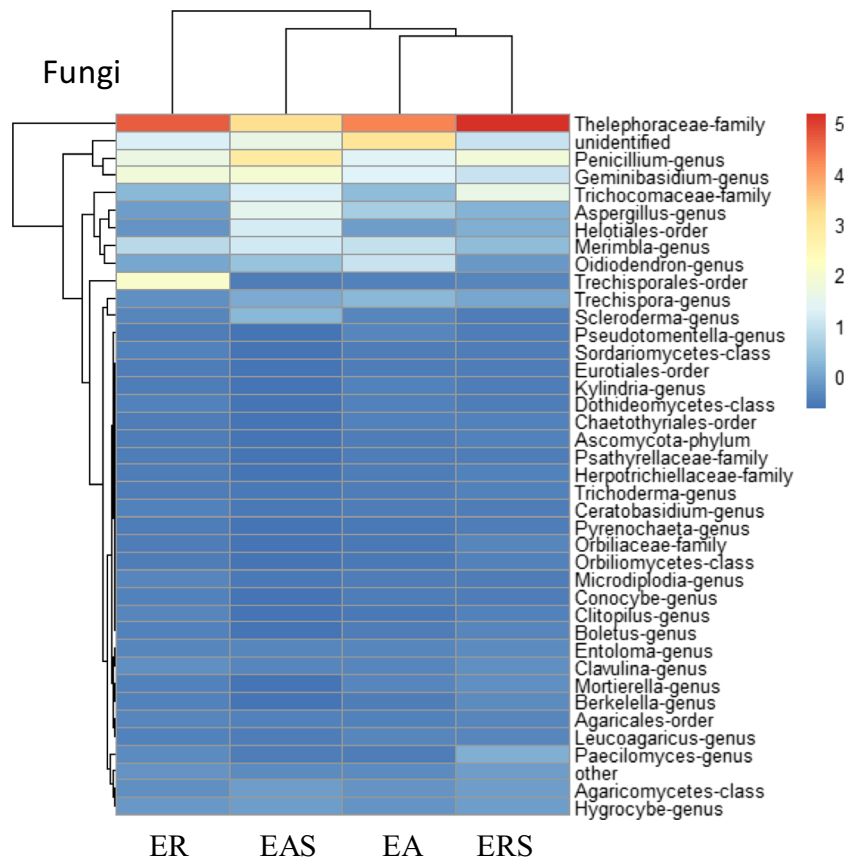 Fungi
Thelephoraceae-family
unidentified
Penicillium-genus
Geminibasidium-genus
Trichocomaceae-family
Aspergillus-genus
Helotiales-order
Merimbla-genus
Oidiodendron-genus
Trechisporales-order
Trechispora-genus
Scleroderma-genus
Pseudotomentella-genus
Sordariomycetes-class
Eurotiales-order
Kylindria-genus
Dothideomycetes-class
Chaetothyriales-order
Ascomycota-phylum
Psathyrellaceae-family
Herpotrichiellaceae-family
Trichoderma-genus
Ceratobasidium-genus
Pyrenochaeta-genus
Orbiliaceae-family
Orbiliomycetes-class
Microdiplodia-genus
Conocybe-genus
Clitopilus-genus
Boletus-genus
Entoloma-genus
Clavulina-genus
Mortierella-genus
Berkelella-genus
Agaricales-order
Leucoagaricus-genus
Paecilomyces-genus
other
Agaricomycetes-class
Hygrocybe-genus
5
4
3
2
1
0
ER EAS EA ERS